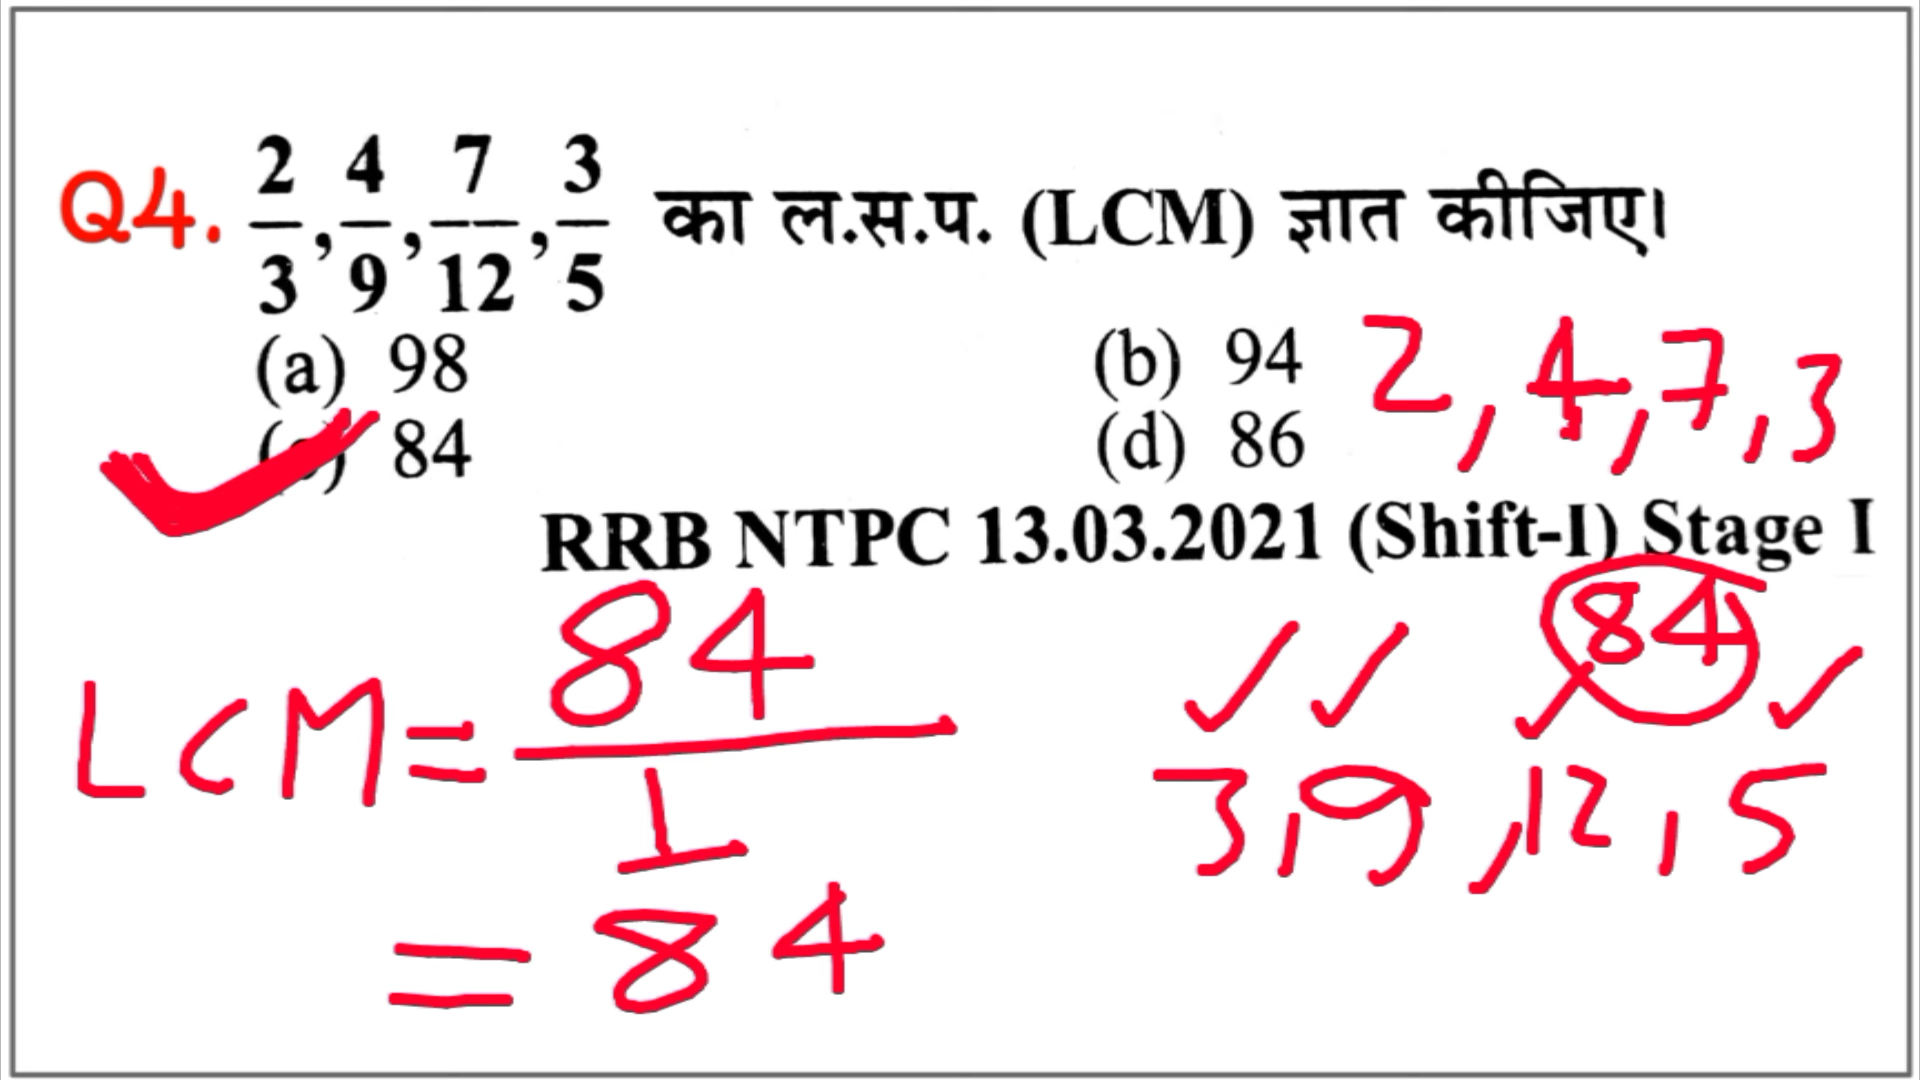 Q4. 2/3, 4/9, 7/12, 3/5 का ल.स.प. (LCM) ज्ञात कीजिए।
(a) 98 (b) 94 2, 4, 7, 3
(c) 84 (d) 86
RRB NTPC 13.03.2021 (Shift-I) Stage I
84
LCM = 84/1
3, 9, 12, 5
= 84